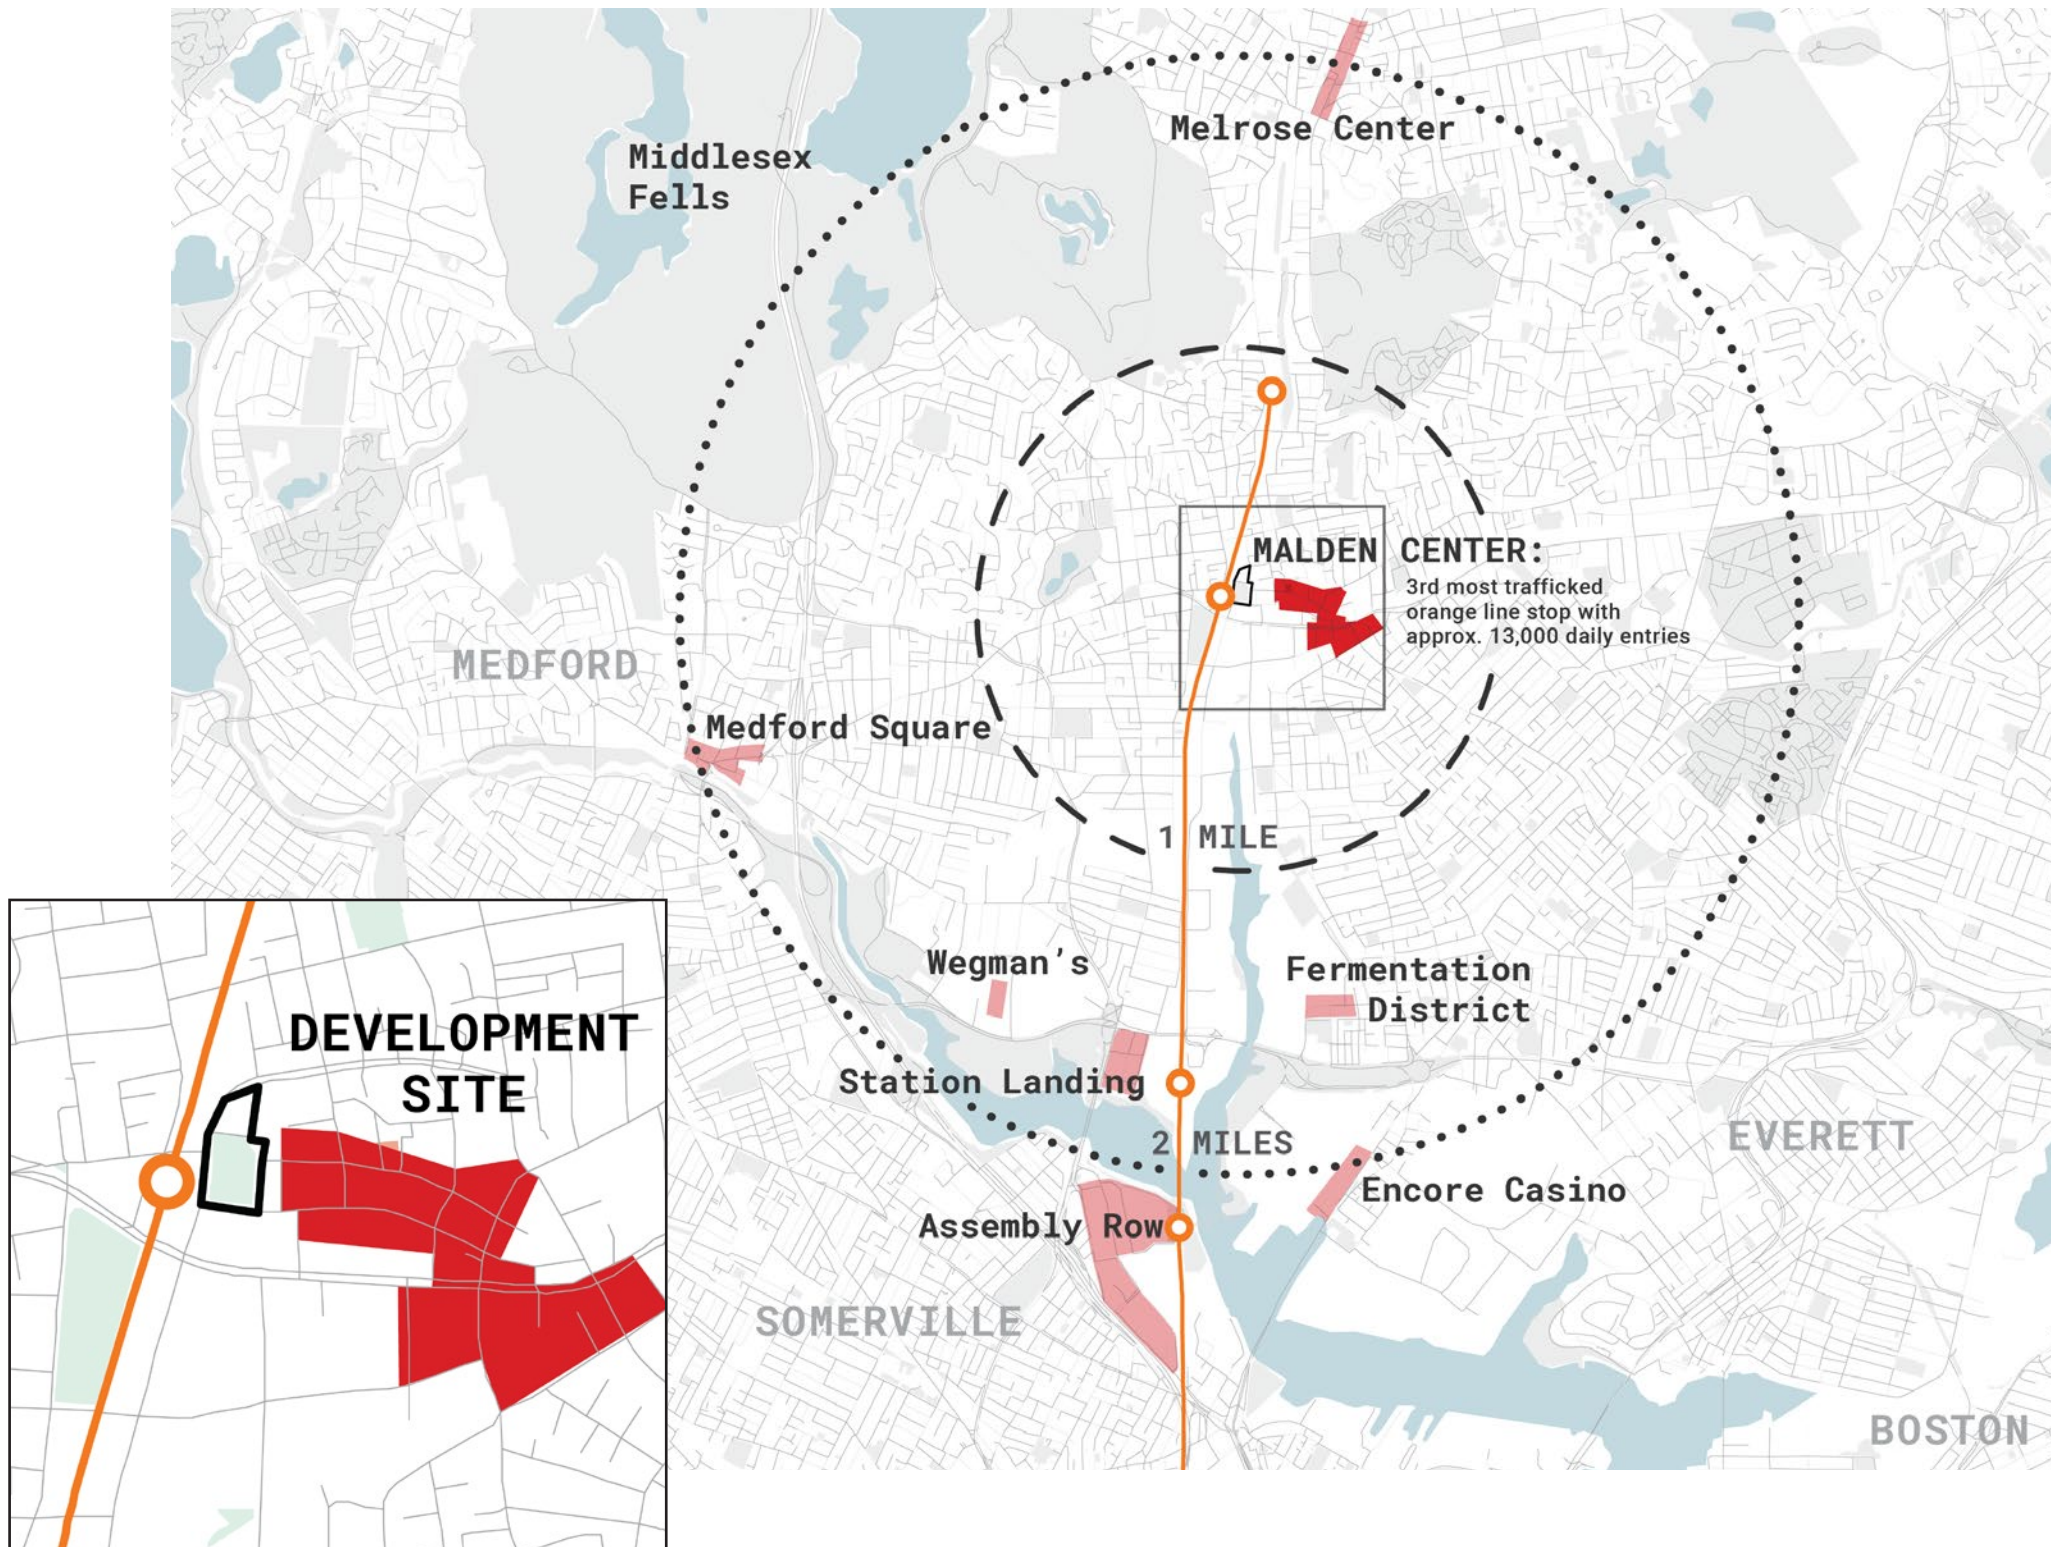 Melrose Center
Middlesex
Fells
MALDEN CENTER:
3rd most trafficked
orange line stop with
approx. 13,000 daily entries
MEDFORD
Medford Square
1 MILE
Wegman's
Fermentation
District
DEVELOPMENT
SITE
Station Landing
2 MILES
EVERETT
Encore Casino
Assembly Row
SOMERVILLE
BOSTON